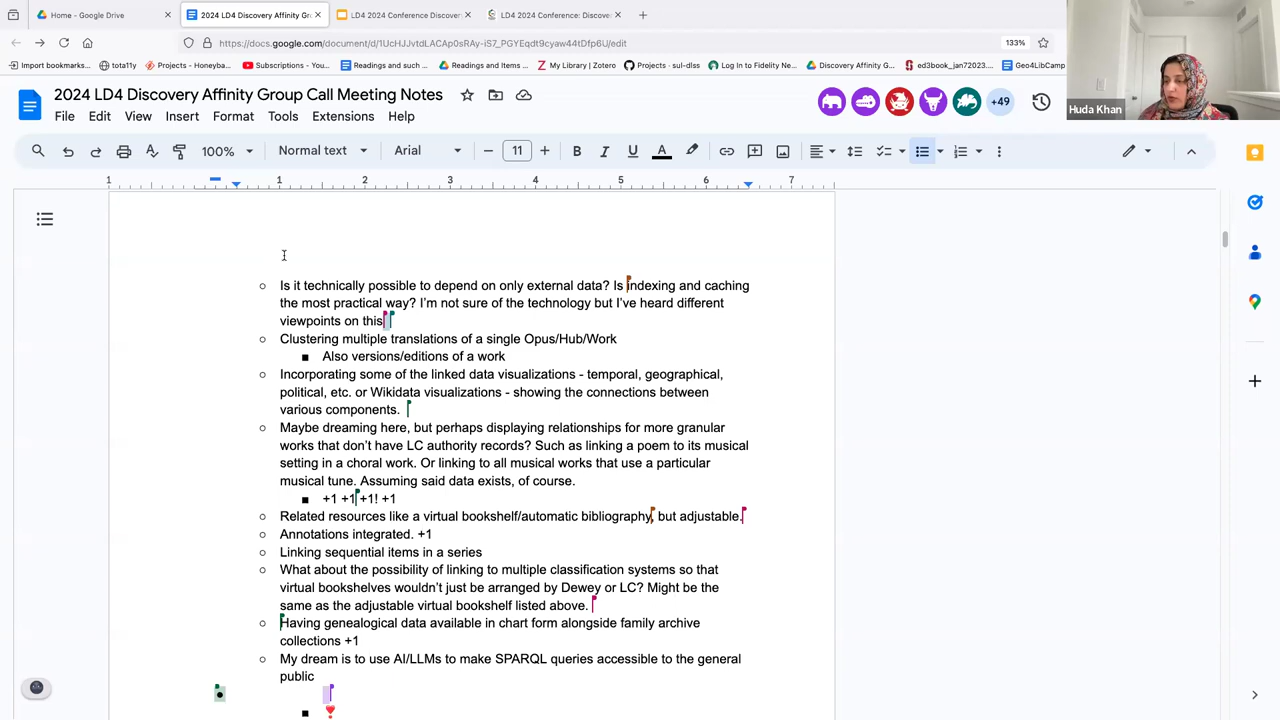 Home - Google Drive
2024 LD4 Discovery Affinity Gro
LD4 2024 Conference Discover
LD4 2024 Conference: Discove
https://docs.google.com/document/d/1UcHJJvtdLACAp0sRAy-iS7_PGYEqdt9cyaw44tDfp6U/edit
133%
Import bookmarks...
tota11y
Projects - Honeyba...
Subscriptions - You...
Readings and such ...
Readings and Items ...
My Library | Zotero
Projects · sul-dlss
Log In to Fidelity Ne...
Discovery Affinity G...
ed3book_jan72023....
Geo4LibCamp
Huda Khan
2024 LD4 Discovery Affinity Group Call Meeting Notes
+49
File Edit View Insert Format Tools Extensions Help
100% Normal text Arial 11
1 1 2 3 4 5 6 7
Is it technically possible to depend on only external data? Is indexing and caching
the most practical way? I'm not sure of the technology but I've heard different
viewpoints on this
Clustering multiple translations of a single Opus/Hub/Work
Also versions/editions of a work
Incorporating some of the linked data visualizations - temporal, geographical,
political, etc. or Wikidata visualizations - showing the connections between
various components.
Maybe dreaming here, but perhaps displaying relationships for more granular
works that don't have LC authority records? Such as linking a poem to its musical
setting in a choral work. Or linking to all musical works that use a particular
musical tune. Assuming said data exists, of course.
+1 +1 +1! +1
Related resources like a virtual bookshelf/automatic bibliography, but adjustable.
Annotations integrated. +1
Linking sequential items in a series
What about the possibility of linking to multiple classification systems so that
virtual bookshelves wouldn't just be arranged by Dewey or LC? Might be the
same as the adjustable virtual bookshelf listed above.
Having genealogical data available in chart form alongside family archive
collections +1
My dream is to use AI/LLMs to make SPARQL queries accessible to the general
public